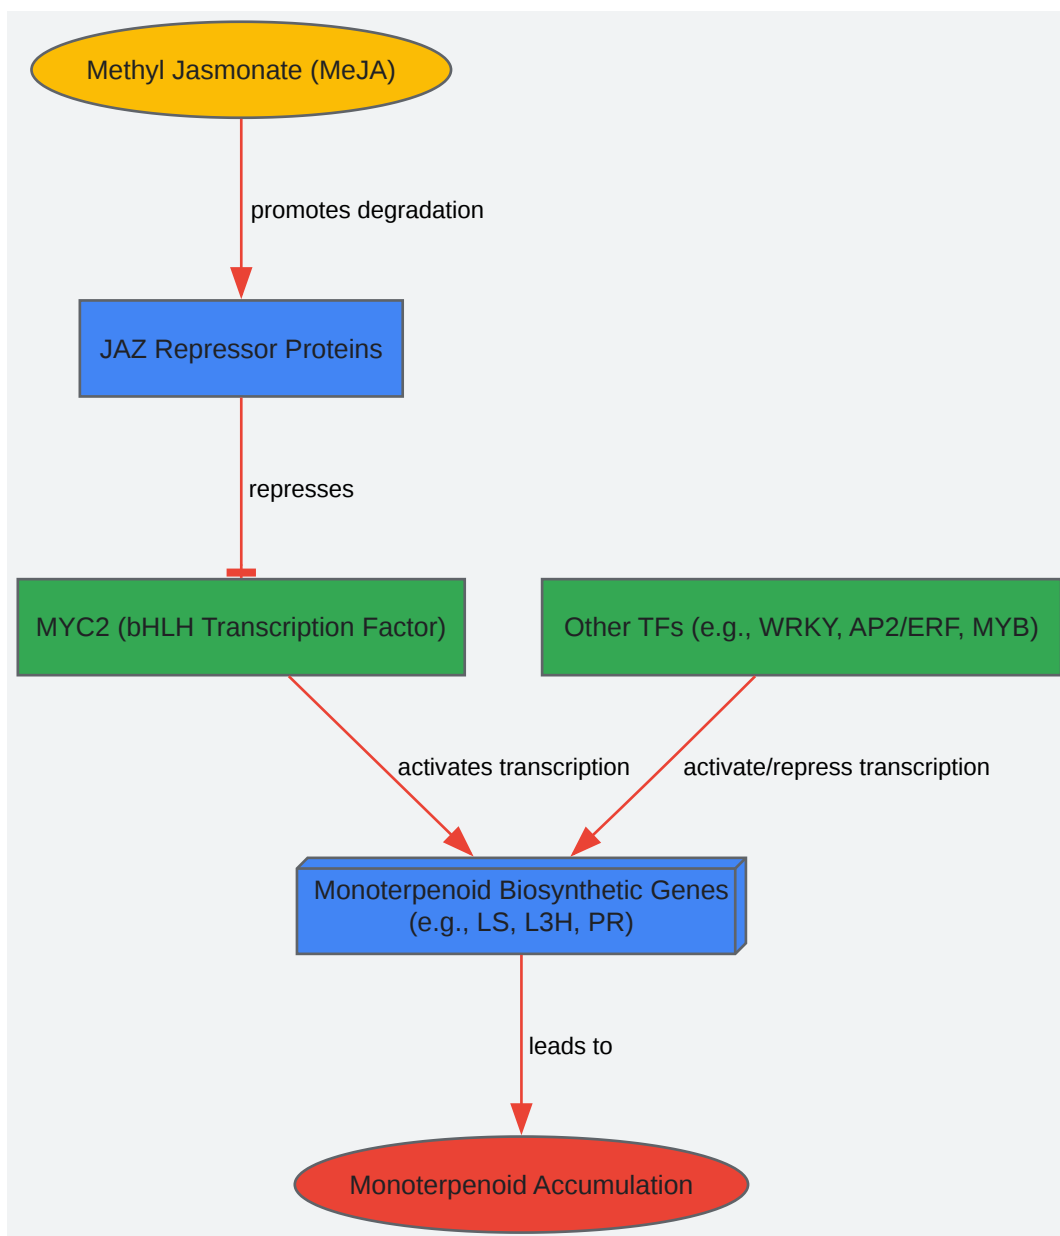 Methyl Jasmonate (MeJA)
promotes degradation
JAZ Repressor Proteins
represses
MYC2 (bHLH Transcription Factor)
Other TFs (e.g., WRKY, AP2/ERF, MYB)
activates transcription
activate/repress transcription
Monoterpenoid Biosynthetic Genes
(e.g., LS, L3H, PR)
leads to
Monoterpenoid Accumulation